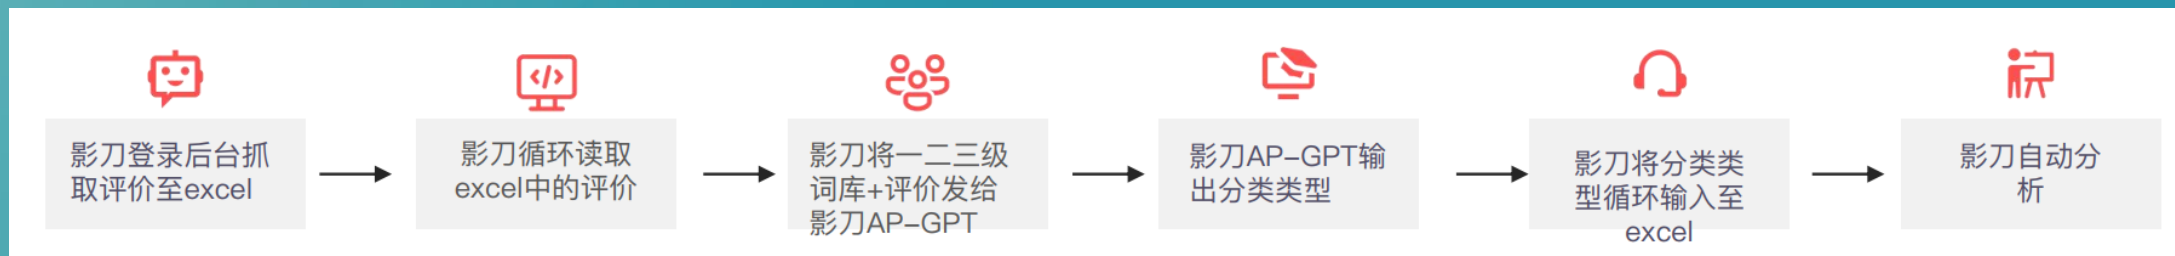 影刀登录后台抓
取评价至excel
影刀循环读取
excel中的评价
影刀将一二三级
词库+评价发给
影刀AP-GPT
影刀AP-GPT输
出分类类型
影刀将分类类
型循环输入至
excel
影刀自动分
析